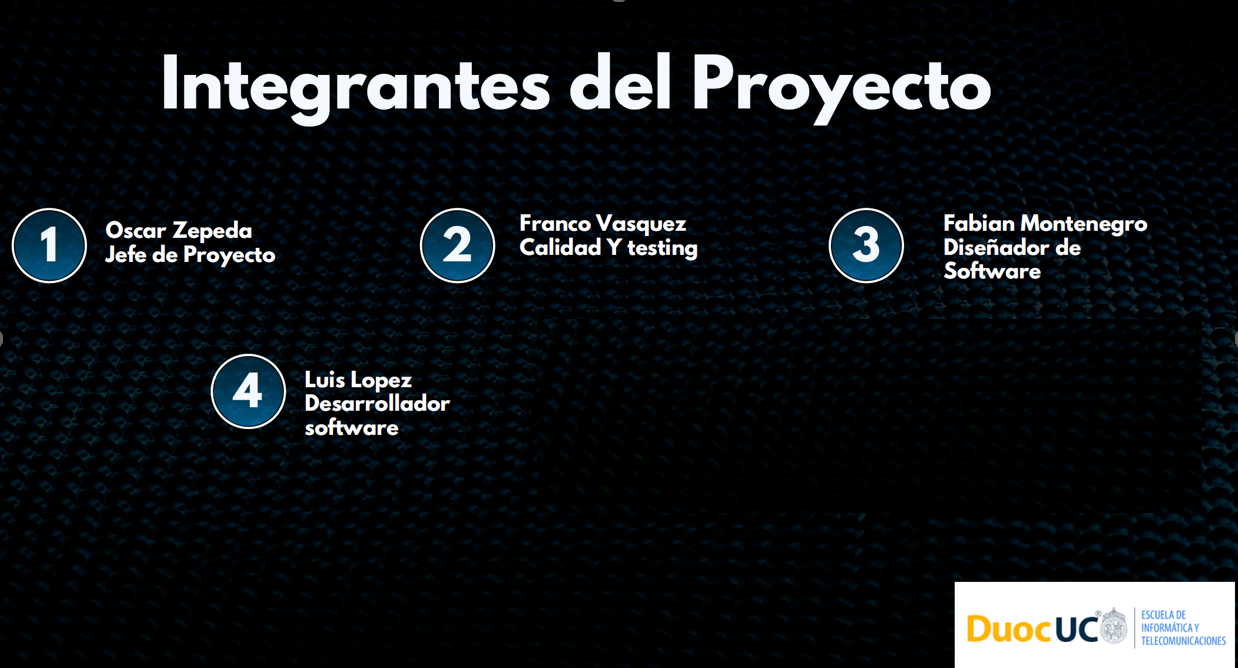 Integrantes del Proyecto
1
Oscar Zepeda
Jefe de Proyecto
2
Franco Vasquez
Calidad Y testing
3
Fabian Montenegro
Diseñador de
Software
4
Luis Lopez
Desarrollador
software
DuocUC®
ESCUELA DE
INFORMÁTICA Y
TELECOMUNICACIONES